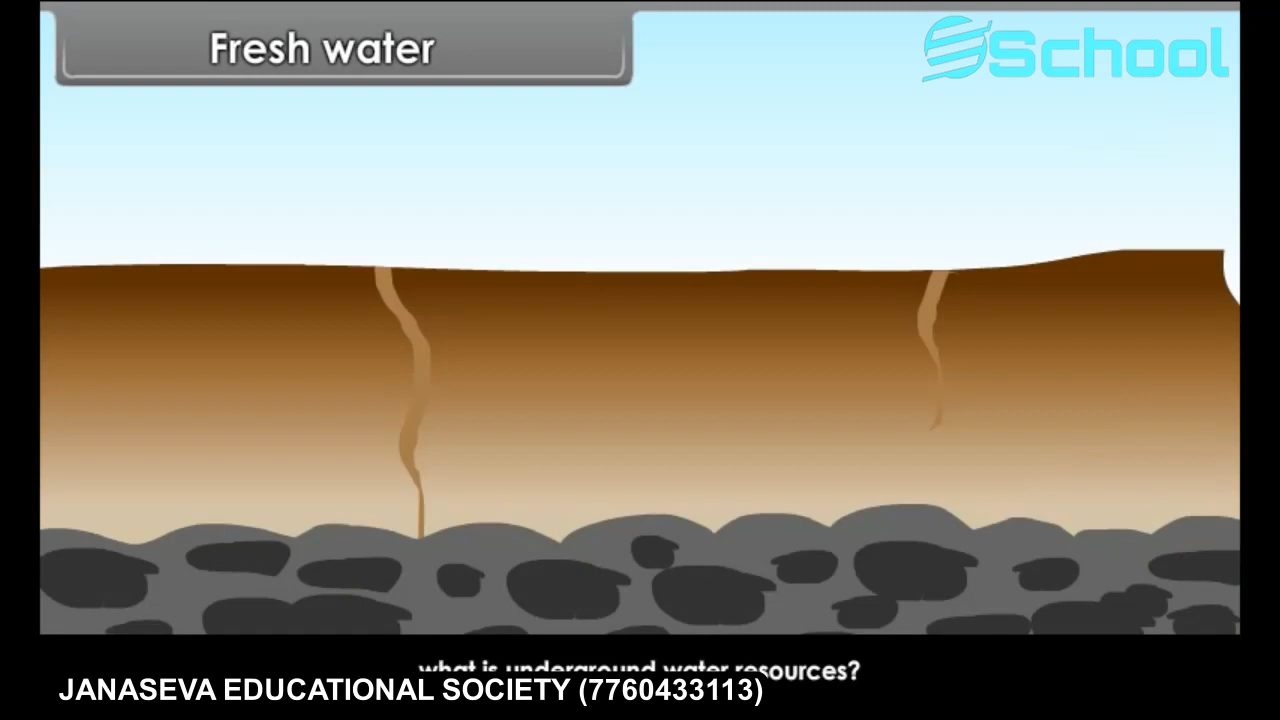 Fresh water
School
what is underground water resources?
JANASEVA EDUCATIONAL SOCIETY (7760433113)